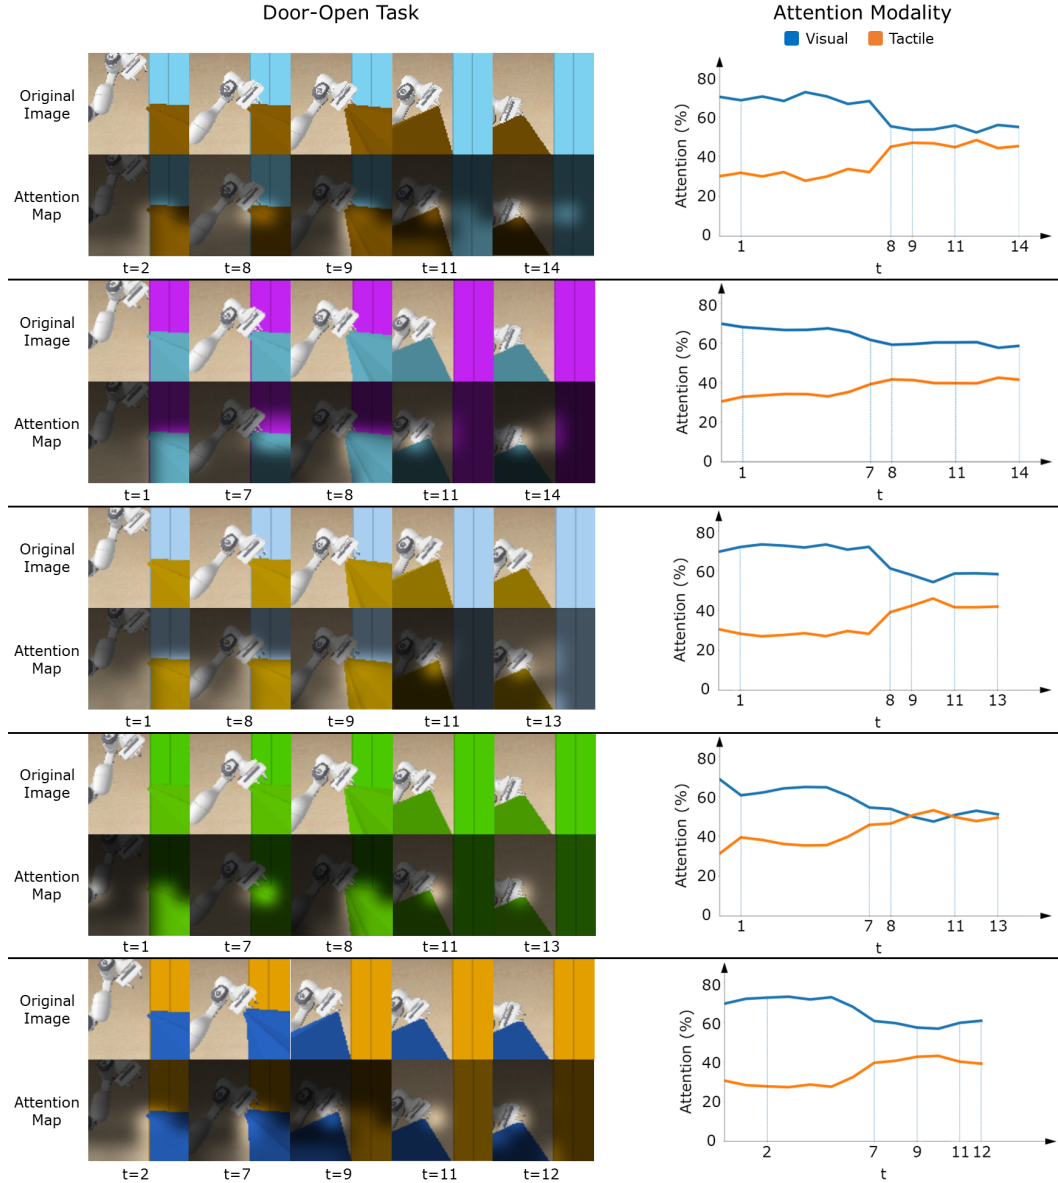 Door-Open Task
Attention Modality
Visual Tactile
Original
Image
Attention
Map
t=2 t=8 t=9 t=11 t=14
Attention (%)
80
60
40
20
0
1 8 9 11 14
t
Original
Image
Attention
Map
t=1 t=7 t=8 t=11 t=14
Attention (%)
80
60
40
20
0
1 7 8 11 14
t
Original
Image
Attention
Map
t=1 t=8 t=9 t=11 t=13
Attention (%)
80
60
40
20
0
1 8 9 11 13
t
Original
Image
Attention
Map
t=1 t=7 t=8 t=11 t=13
Attention (%)
80
60
40
20
0
1 7 8 11 13
t
Original
Image
Attention
Map
t=2 t=7 t=9 t=11 t=12
Attention (%)
80
60
40
20
0
2 7 9 11 12
t